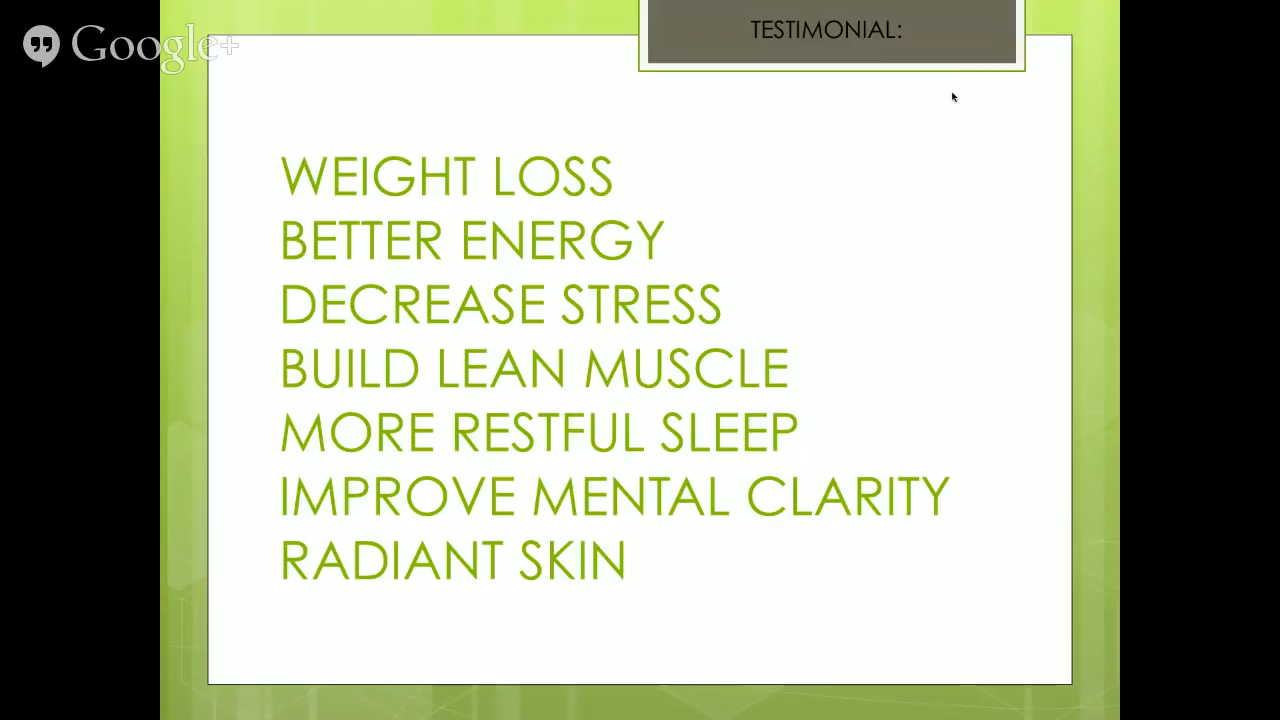 Google+
TESTIMONIAL:
WEIGHT LOSS
BETTER ENERGY
DECREASE STRESS
BUILD LEAN MUSCLE
MORE RESTFUL SLEEP
IMPROVE MENTAL CLARITY
RADIANT SKIN